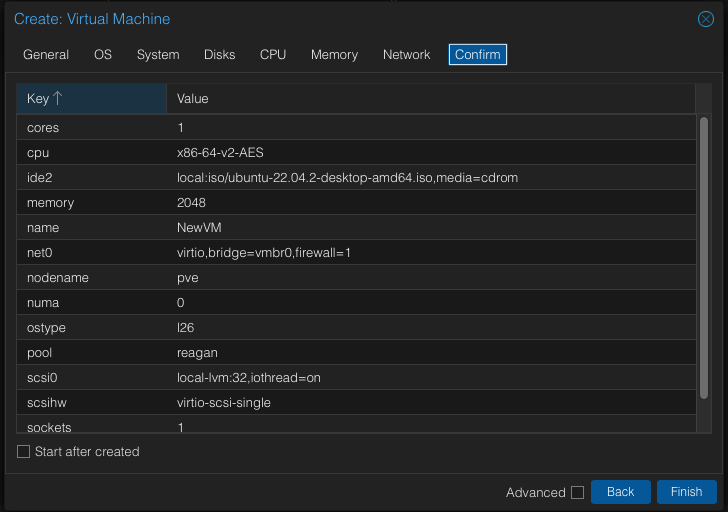 Create: Virtual Machine
General OS System Disks CPU Memory Network Confirm
Key Value
cores 1
cpu x86-64-v2-AES
ide2 local:iso/ubuntu-22.04.2-desktop-amd64.iso,media=cdrom
memory 2048
name NewVM
net0 virtio,bridge=vmbr0,firewall=1
nodename pve
numa 0
ostype l26
pool reagan
scsi0 local-lvm:32,iothread=on
scsihw virtio-scsi-single
sockets 1
Start after created
Advanced Back Finish